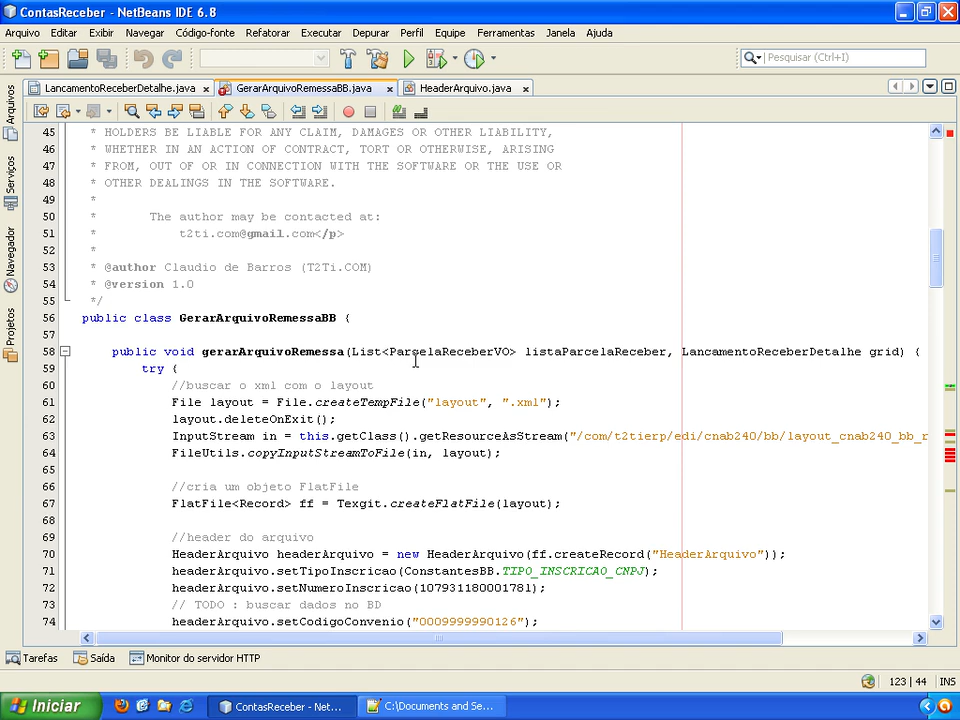 ContasReceber - NetBeans IDE 6.8
Arquivo Editar Exibir Navegar Código-fonte Refatorar Executar Depurar Perfil Equipe Ferramentas Janela Ajuda
Pesquisar (Ctrl+I)
LancamentoReceberDetalhe.java x GerarArquivoRemessaBB.java x HeaderArquivo.java x
Arquivos
Serviços
Navegador
Projetos
45 * HOLDERS BE LIABLE FOR ANY CLAIM, DAMAGES OR OTHER LIABILITY,
46 * WHETHER IN AN ACTION OF CONTRACT, TORT OR OTHERWISE, ARISING
47 * FROM, OUT OF OR IN CONNECTION WITH THE SOFTWARE OR THE USE OR
48 * OTHER DEALINGS IN THE SOFTWARE.
49 *
50 * The author may be contacted at:
51 * t2ti.com@gmail.com</p>
52 *
53 * @author Claudio de Barros (T2Ti.COM)
54 * @version 1.0
55 */
56 public class GerarArquivoRemessaBB {
57
58 public void gerarArquivoRemessa(List<ParcelaReceberVO> listaParcelaReceber, LancamentoReceberDetalhe grid) {
59 try {
60 //buscar o xml com o layout
61 File layout = File.createTempFile("layout", ".xml");
62 layout.deleteOnExit();
63 InputStream in = this.getClass().getResourceAsStream("/com/t2tierp/edi/cnab240/bb/layout_cnab240_bb_r
64 FileUtils.copyInputStreamToFile(in, layout);
65
66 //cria um objeto FlatFile
67 FlatFile<Record> ff = Texgit.createFlatFile(layout);
68
69 //header do arquivo
70 HeaderArquivo headerArquivo = new HeaderArquivo(ff.createRecord("HeaderArquivo"));
71 headerArquivo.setTipoInscricao(ConstantesBB.TIPO_INSCRICAO_CNPJ);
72 headerArquivo.setNumeroInscricao(10793118000178l);
73 // TODO : buscar dados no BD
74 headerArquivo.setCodigoConvenio("0009999990126");
Tarefas Saída Monitor do servidor HTTP
123 | 44 INS
Iniciar ContasReceber - Net... C:\Documents and Se...